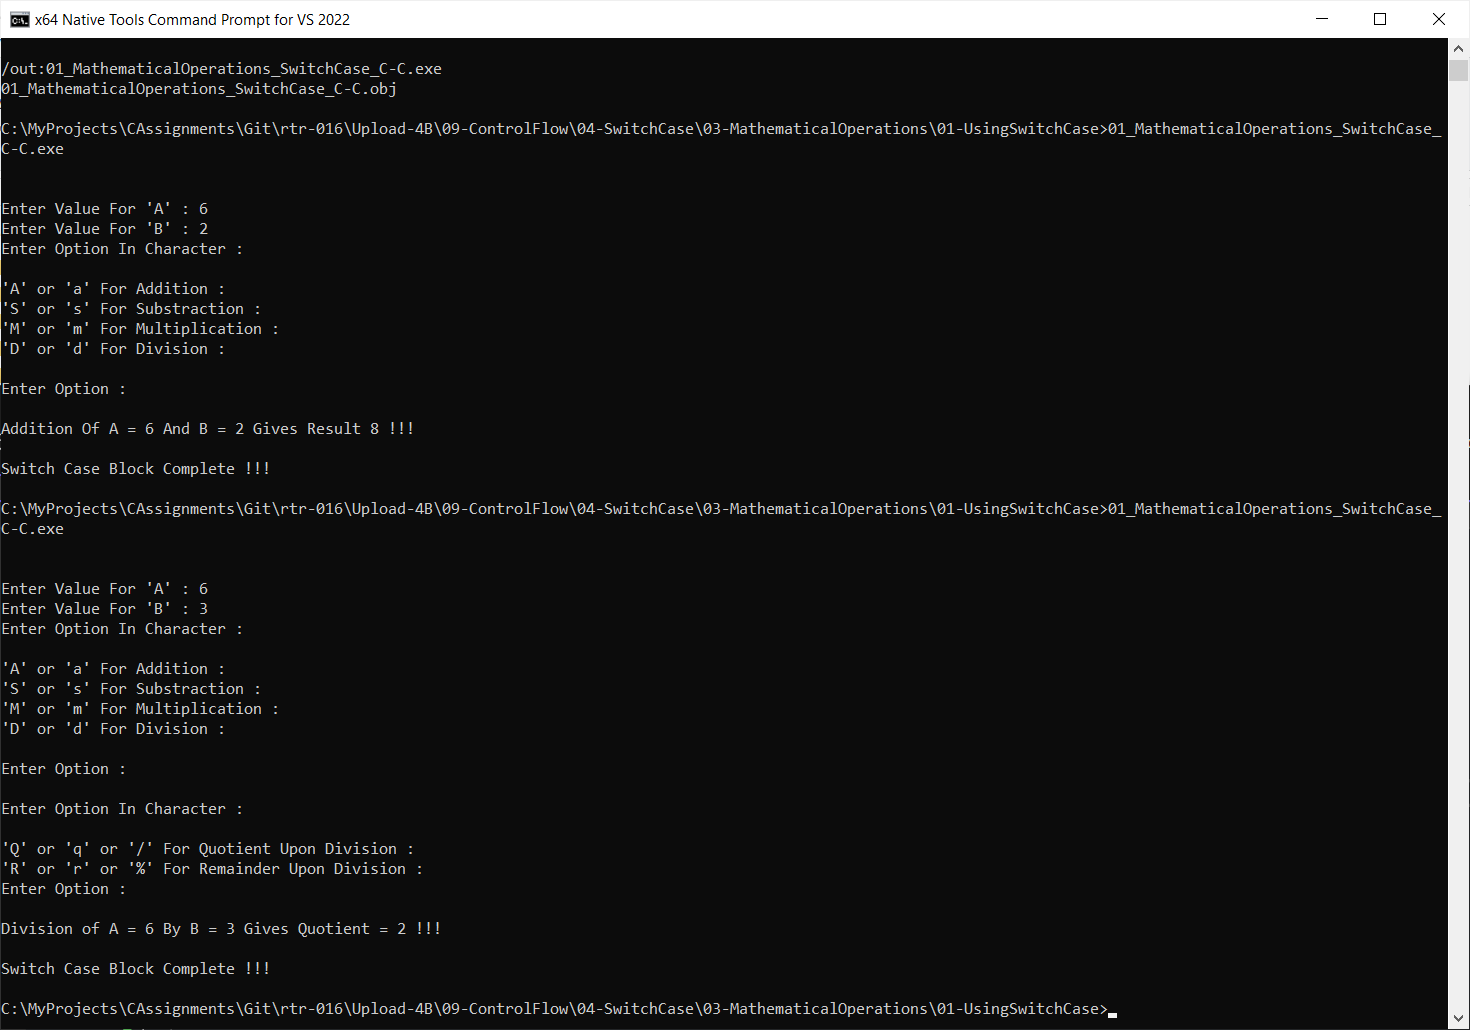 x64 Native Tools Command Prompt for VS 2022
/out:01_MathematicalOperations_SwitchCase_C-C.exe
01_MathematicalOperations_SwitchCase_C-C.obj
C:\MyProjects\CAssignments\Git\rtr-016\Upload-4B\09-ControlFlow\04-SwitchCase\03-MathematicalOperations\01-UsingSwitchCase>01_MathematicalOperations_SwitchCase_
C-C.exe
Enter Value For 'A' : 6
Enter Value For 'B' : 2
Enter Option In Character :
'A' or 'a' For Addition :
'S' or 's' For Substraction :
'M' or 'm' For Multiplication :
'D' or 'd' For Division :
Enter Option :
Addition Of A = 6 And B = 2 Gives Result 8 !!!
Switch Case Block Complete !!!
C:\MyProjects\CAssignments\Git\rtr-016\Upload-4B\09-ControlFlow\04-SwitchCase\03-MathematicalOperations\01-UsingSwitchCase>01_MathematicalOperations_SwitchCase_
C-C.exe
Enter Value For 'A' : 6
Enter Value For 'B' : 3
Enter Option In Character :
'A' or 'a' For Addition :
'S' or 's' For Substraction :
'M' or 'm' For Multiplication :
'D' or 'd' For Division :
Enter Option :
Enter Option In Character :
'Q' or 'q' or '/' For Quotient Upon Division :
'R' or 'r' or '%' For Remainder Upon Division :
Enter Option :
Division of A = 6 By B = 3 Gives Quotient = 2 !!!
Switch Case Block Complete !!!
C:\MyProjects\CAssignments\Git\rtr-016\Upload-4B\09-ControlFlow\04-SwitchCase\03-MathematicalOperations\01-UsingSwitchCase>